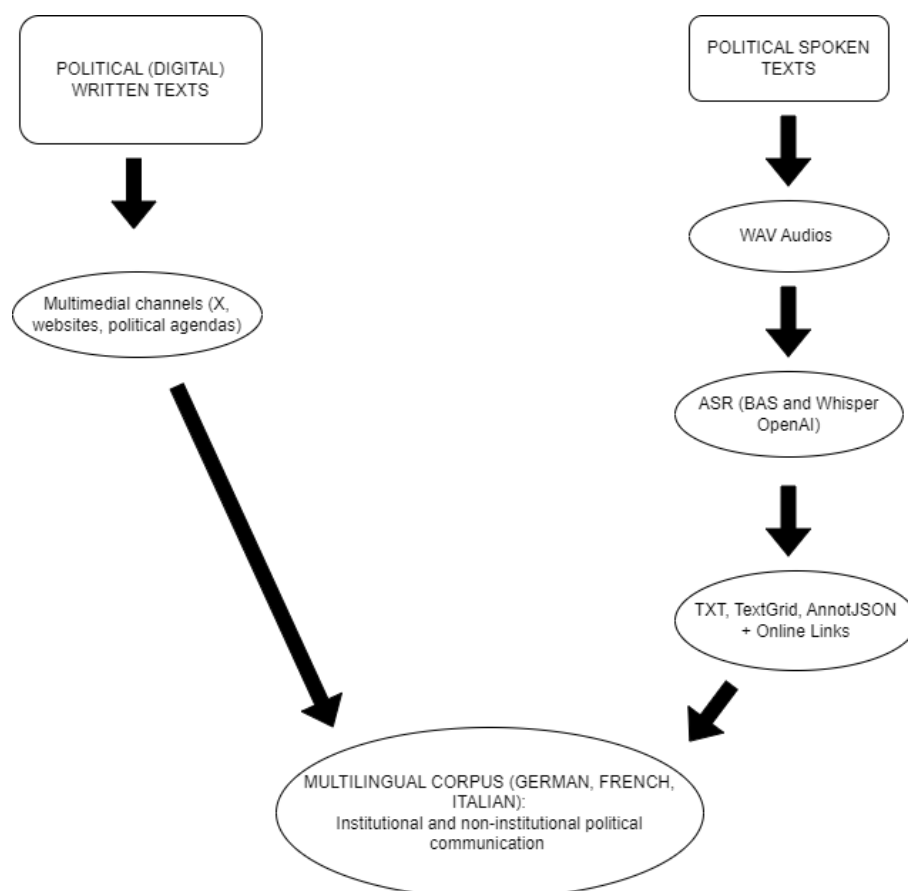 POLITICAL (DIGITAL)
WRITTEN TEXTS
POLITICAL SPOKEN
TEXTS
WAV Audios
Multimedial channels (X,
websites, political agendas)
ASR (BAS and Whisper
OpenAI)
TXT, TextGrid, AnnotJSON
+ Online Links
MULTILINGUAL CORPUS (GERMAN, FRENCH,
ITALIAN):
Institutional and non-institutional political
communication